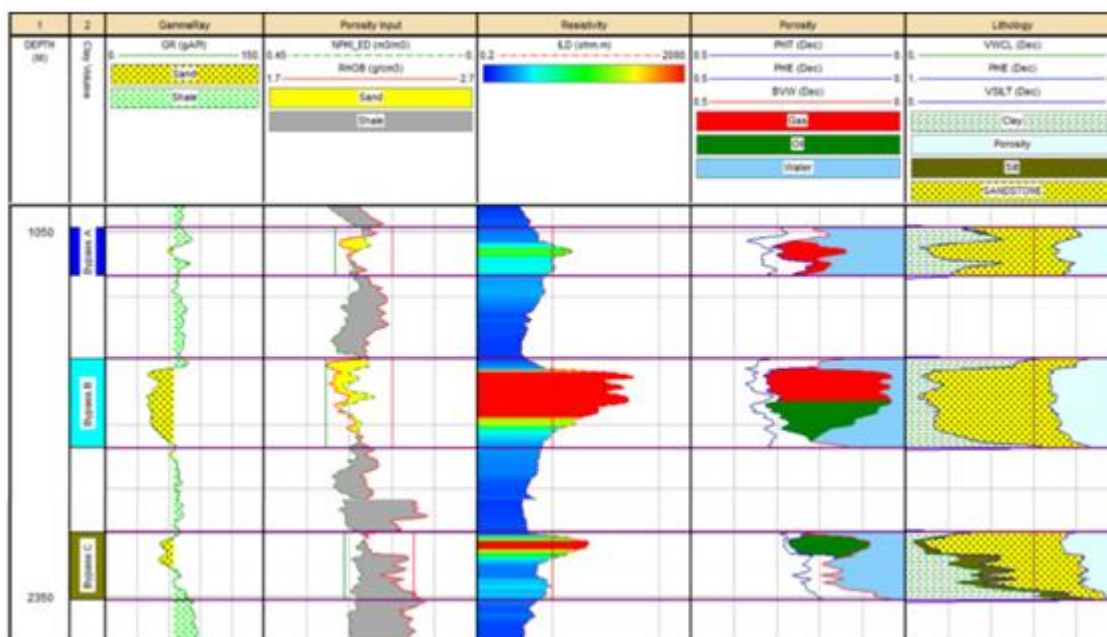 1
2
GammaRay
Porosity Input
Resistivity
Porosity
Lithology
DEPTH
(M)
Clay Volume
GR (gAPI)
0. 150.
Sand
Shale
NPHI_ED (m3/m3)
0.45 0.
RHOB (g/cm3)
1.7 2.7
Sand
Shale
ILD (ohm.m)
0.2 2000.
PHIT (Dec)
0.5 0.
PHIE (Dec)
0.5 0.
BVW (Dec)
0.5 0.
Gas
Oil
Water
VWCL (Dec)
0. 1.
PHIE (Dec)
1. 0.
VSILT (Dec)
0.
Clay
Porosity
Silt
SANDSTONE
1050
Bypass A
Bypass B
Bypass C
2350